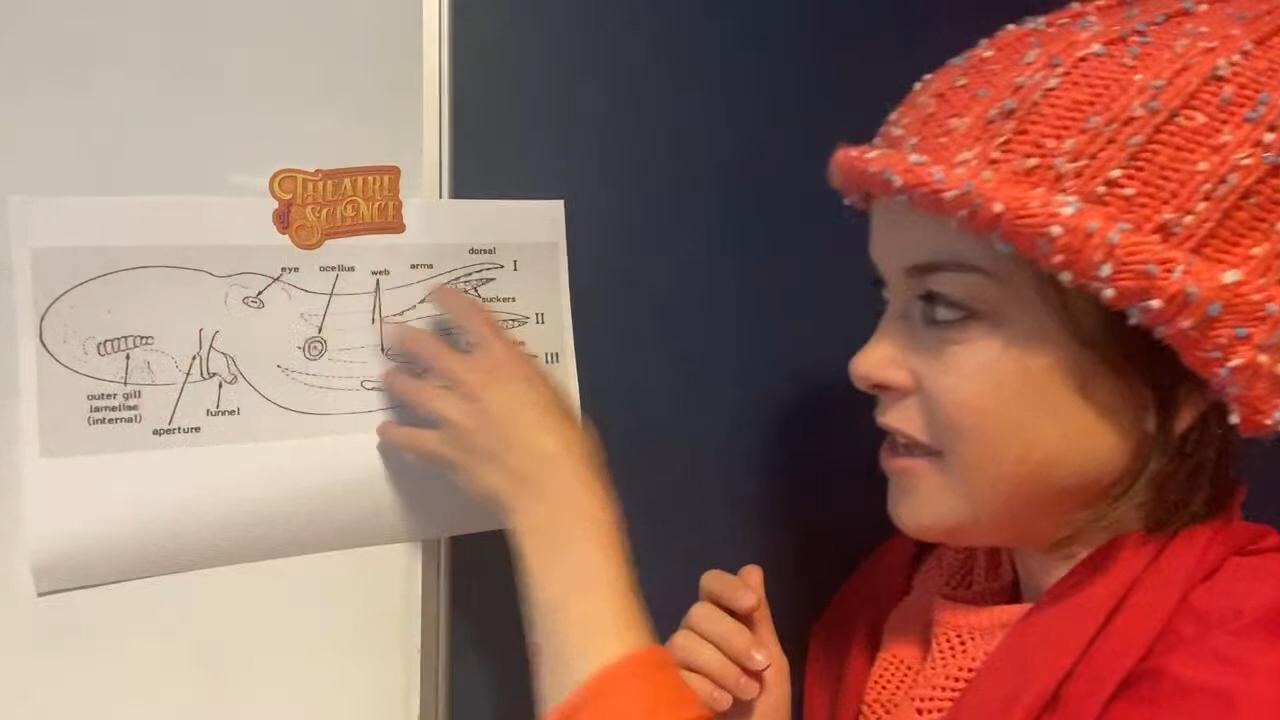 THEATRE
of
SCIENCE
dorsal
eye
ocellus
web
arms
I
suckers
II
III
outer gill
lamellae
(internal)
funnel
aperture